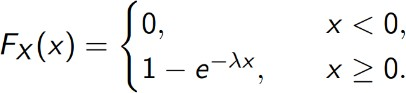 F_X(x) = { 0, x < 0,
1 − e^{−λx}, x ≥ 0.